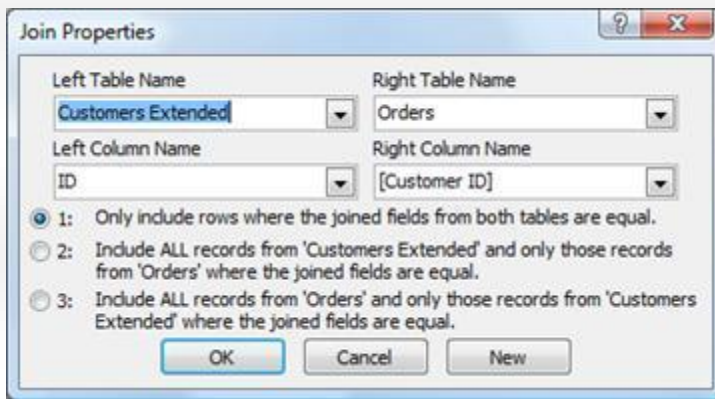 Join Properties
Left Table Name Right Table Name
Customers Extended Orders
Left Column Name Right Column Name
ID [Customer ID]
1: Only include rows where the joined fields from both tables are equal.
2: Include ALL records from 'Customers Extended' and only those records
from 'Orders' where the joined fields are equal.
3: Include ALL records from 'Orders' and only those records from 'Customers
Extended' where the joined fields are equal.
OK Cancel New